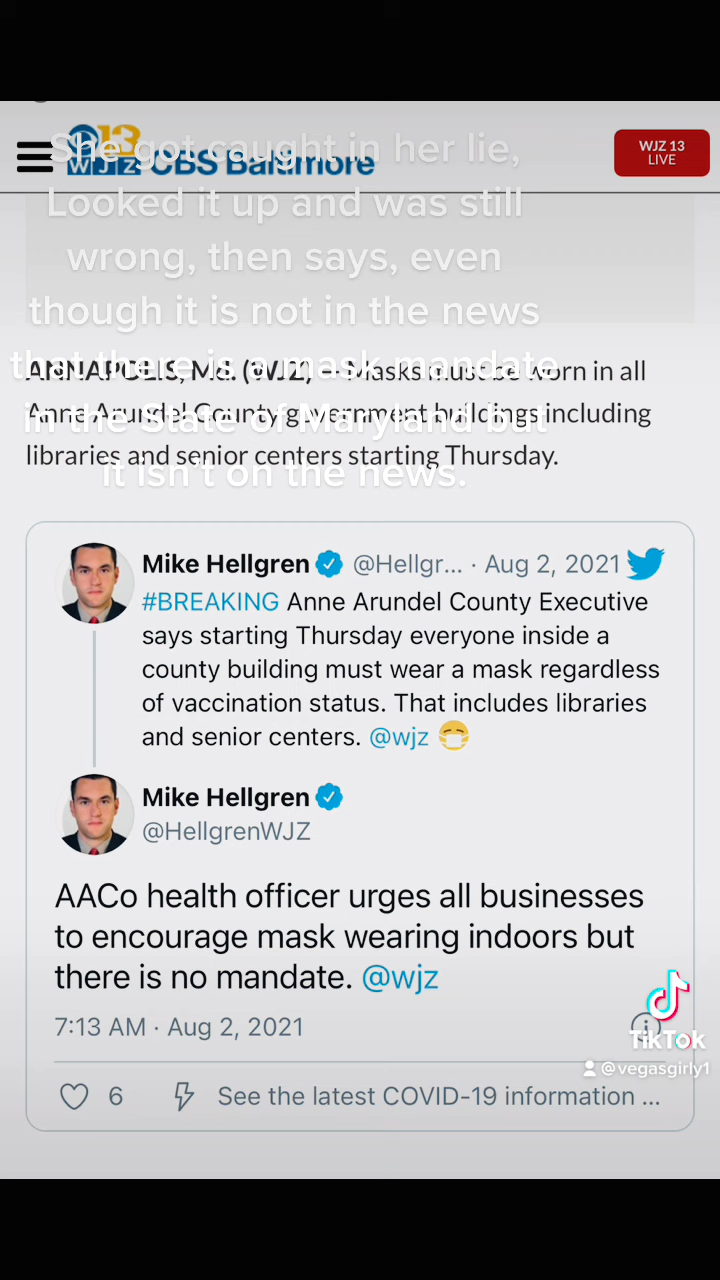 13
WJZ CBS Baltimore
WJZ 13
LIVE
She got caught in her lie,
Looked it up and was still
wrong, then says, even
though it is not in the news
that there is a mask mandate
in the State of Maryland but
it isn't on the news.
ANNAPOLIS, Md. (WJZ) — Masks must be worn in all
Anne Arundel County government buildings including
libraries and senior centers starting Thursday.
Mike Hellgren @Hellgr... · Aug 2, 2021
#BREAKING Anne Arundel County Executive
says starting Thursday everyone inside a
county building must wear a mask regardless
of vaccination status. That includes libraries
and senior centers. @wjz 😷
Mike Hellgren
@HellgrenWJZ
AACo health officer urges all businesses
to encourage mask wearing indoors but
there is no mandate. @wjz
7:13 AM · Aug 2, 2021
TikTok
@vegasgirly1
6 See the latest COVID-19 information ...